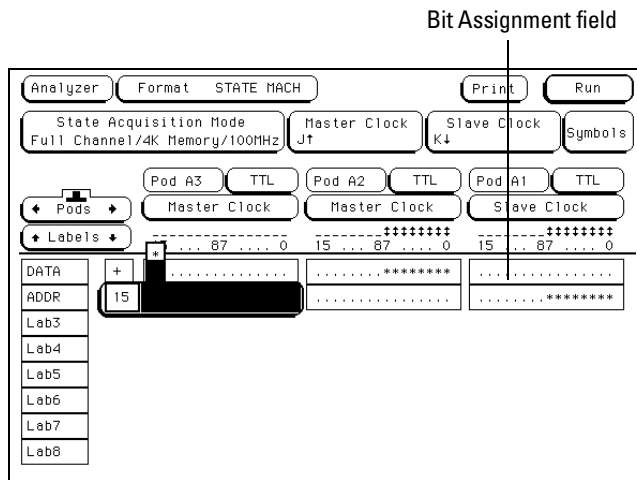 Bit Assignment field
Analyzer Format STATE MACH Print Run
State Acquisition Mode
Full Channel/4K Memory/100MHz
Master Clock
J↑
Slave Clock
K↓
Symbols
Pod A3 TTL Pod A2 TTL Pod A1 TTL
← Pods → Master Clock Master Clock Slave Clock
↑ Labels ↓
... 87 .... 0 15 ... 87 .... 0 15 ... 87 .... 0
*
DATA + ............... ........******** ................
ADDR 15 ................ ........********
Lab3
Lab4
Lab5
Lab6
Lab7
Lab8